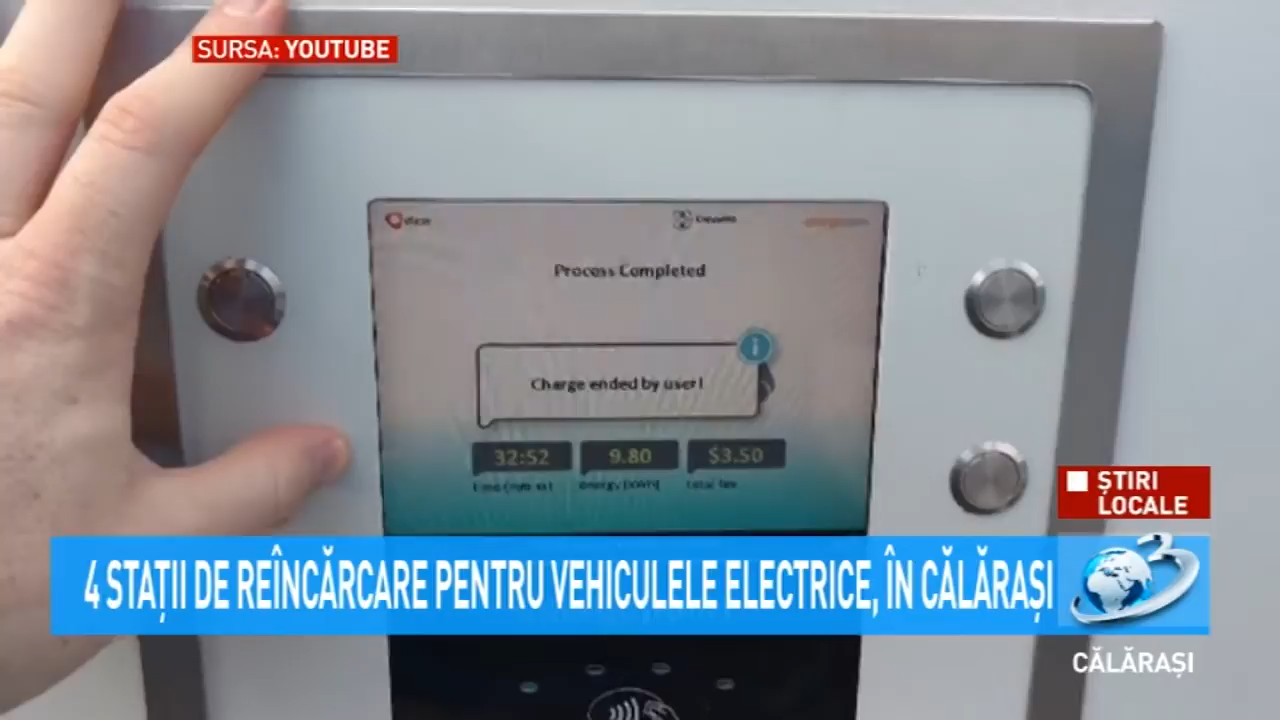 SURSA: YOUTUBE
Process Completed
Charge ended by user!
32:52 9.80 $3.50
ȘTIRI
LOCALE
4 STAȚII DE REÎNCĂRCARE PENTRU VEHICULELE ELECTRICE, ÎN CĂLĂRAȘI
3
CĂLĂRAȘI